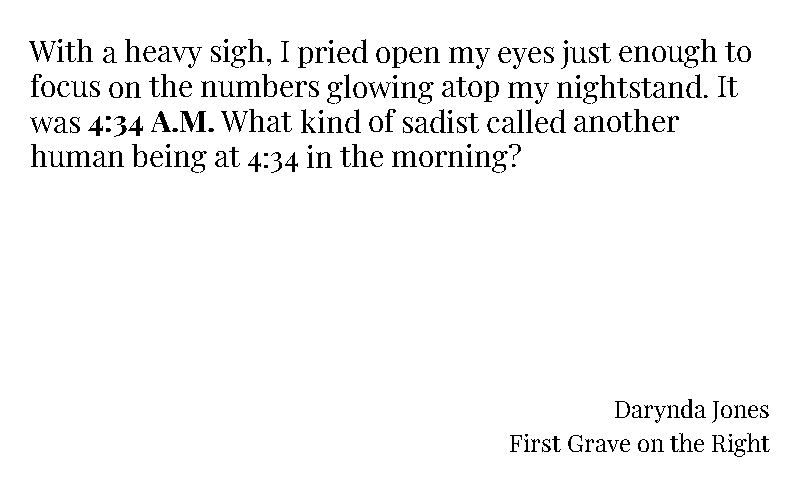 With a heavy sigh, I pried open my eyes just enough to
focus on the numbers glowing atop my nightstand. It
was 4:34 A.M. What kind of sadist called another
human being at 4:34 in the morning?
Darynda Jones
First Grave on the Right